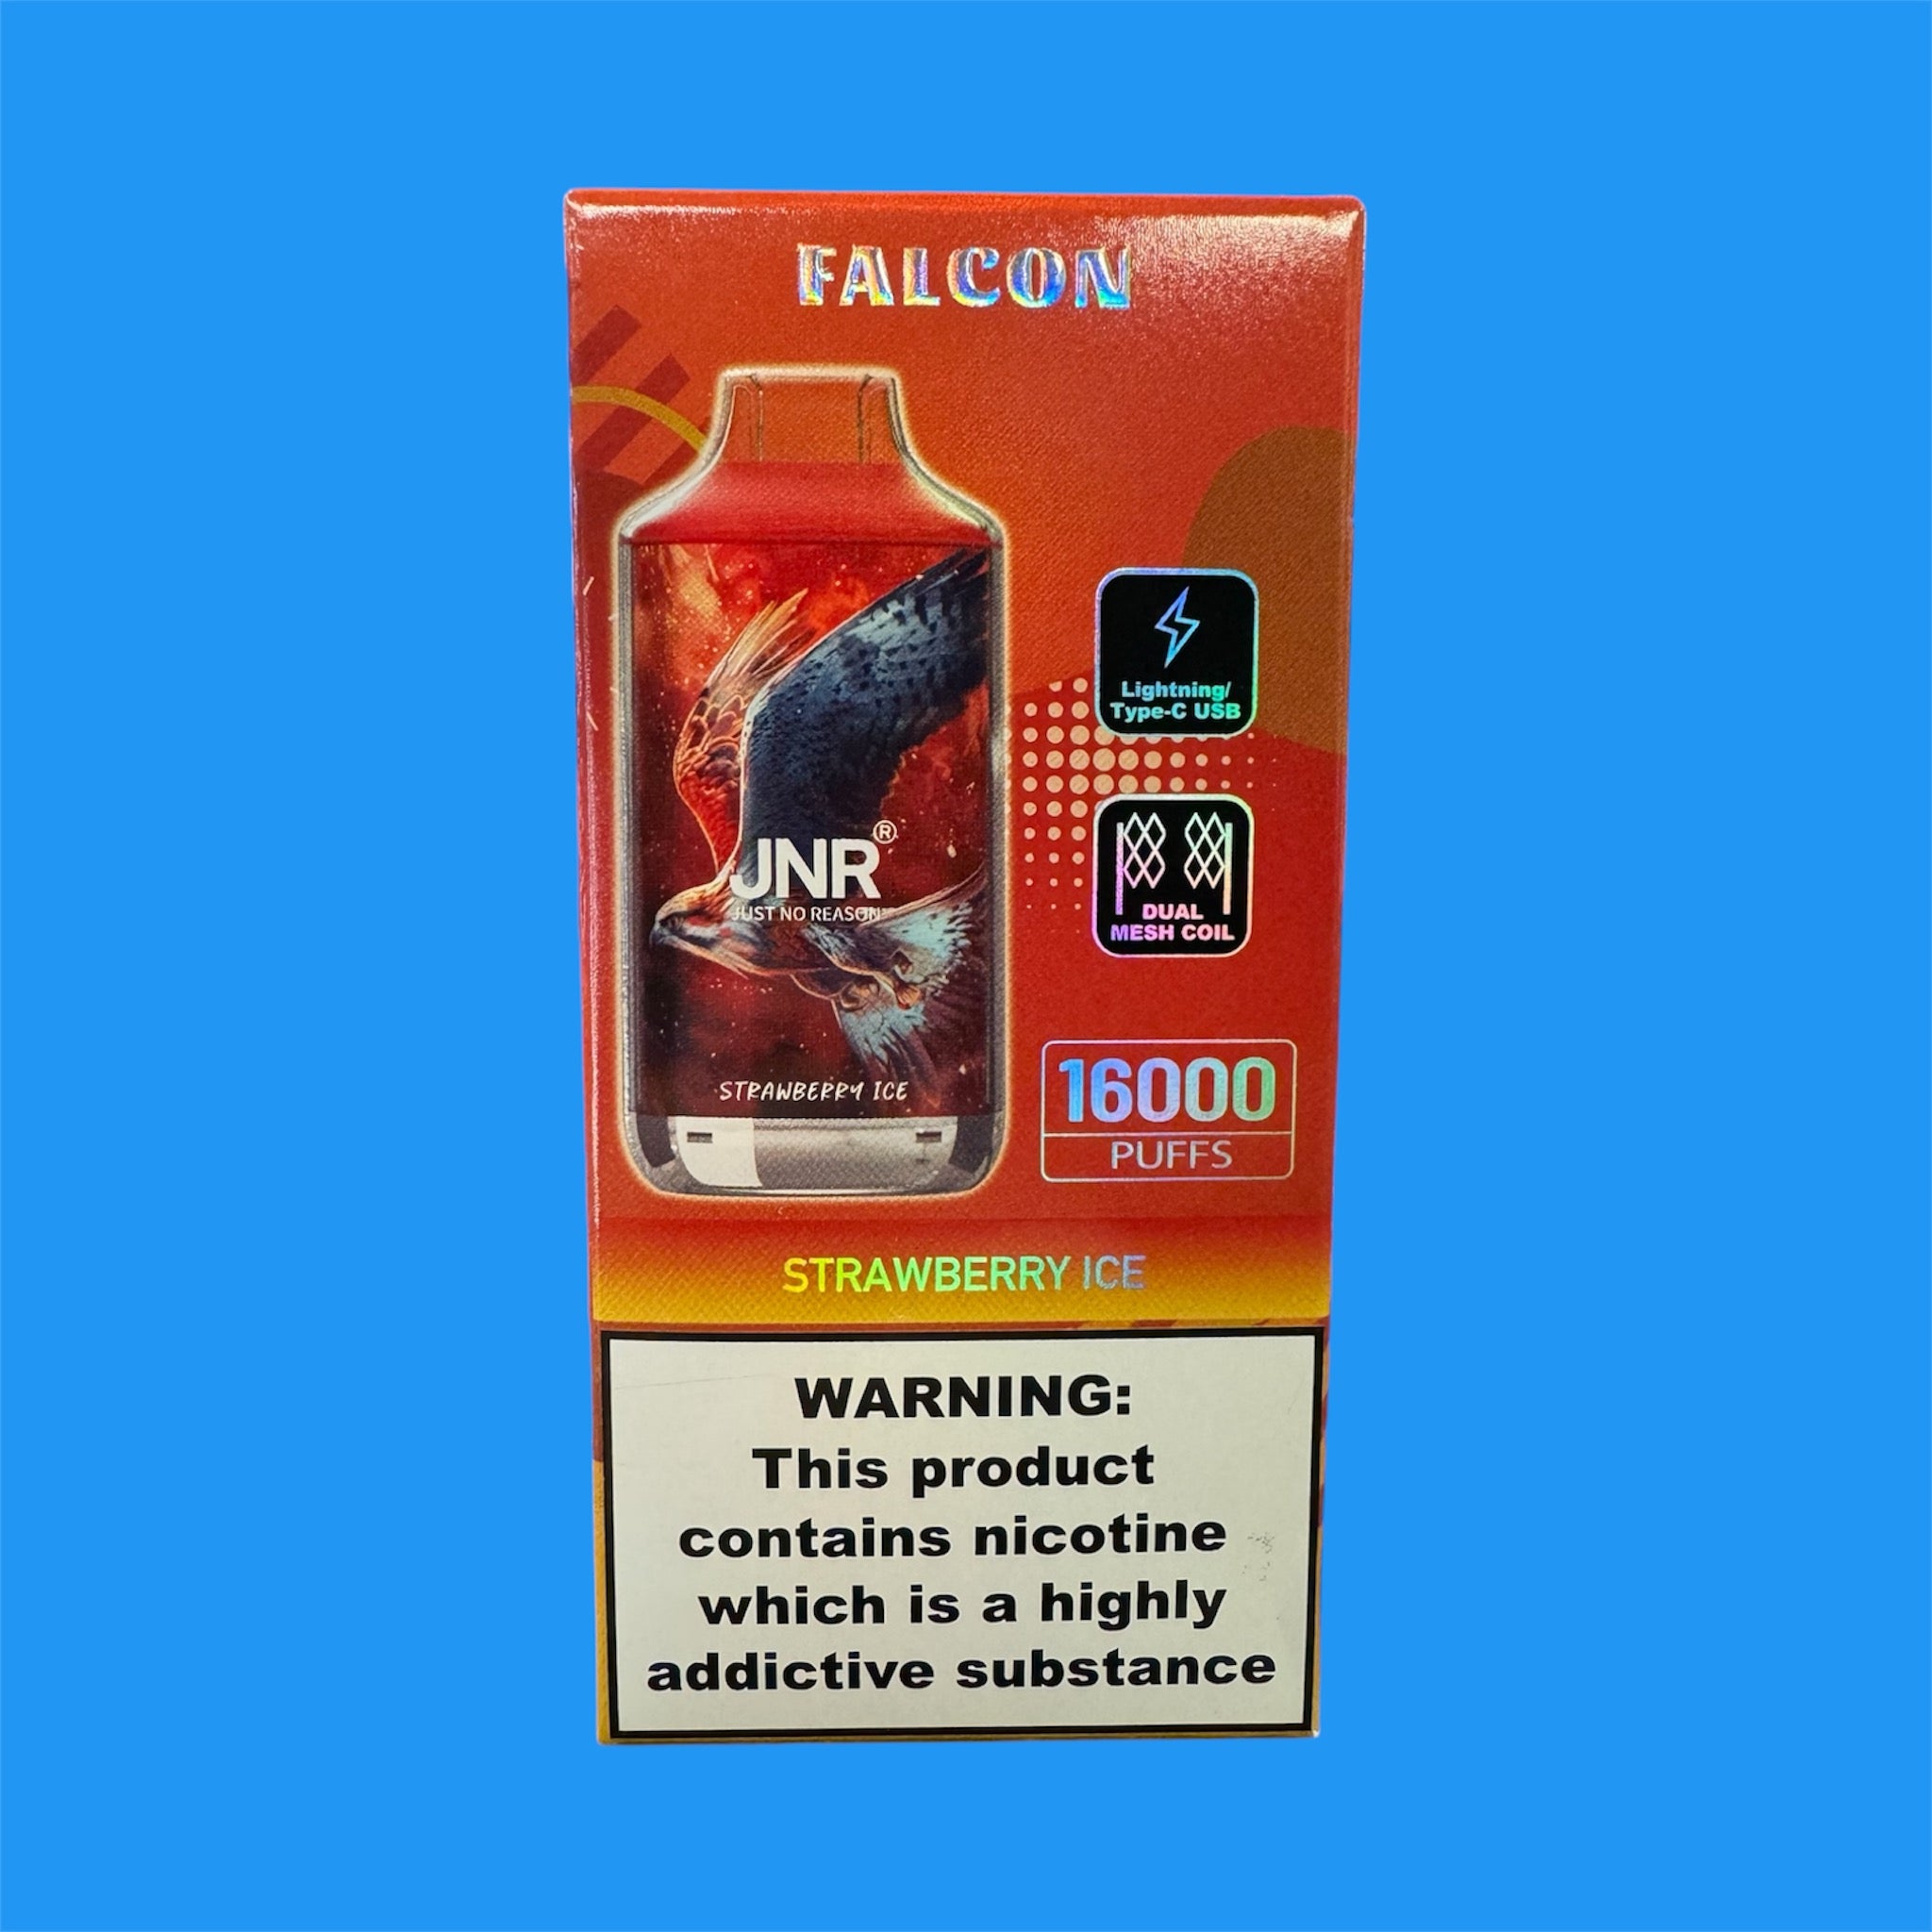 FALCON
JNR®
JUST NO REASON™
STRAWBERRY ICE
Lightning/
Type-C USB
DUAL
MESH COIL
16000
PUFFS
STRAWBERRY ICE
WARNING:
This product
contains nicotine
which is a highly
addictive substance